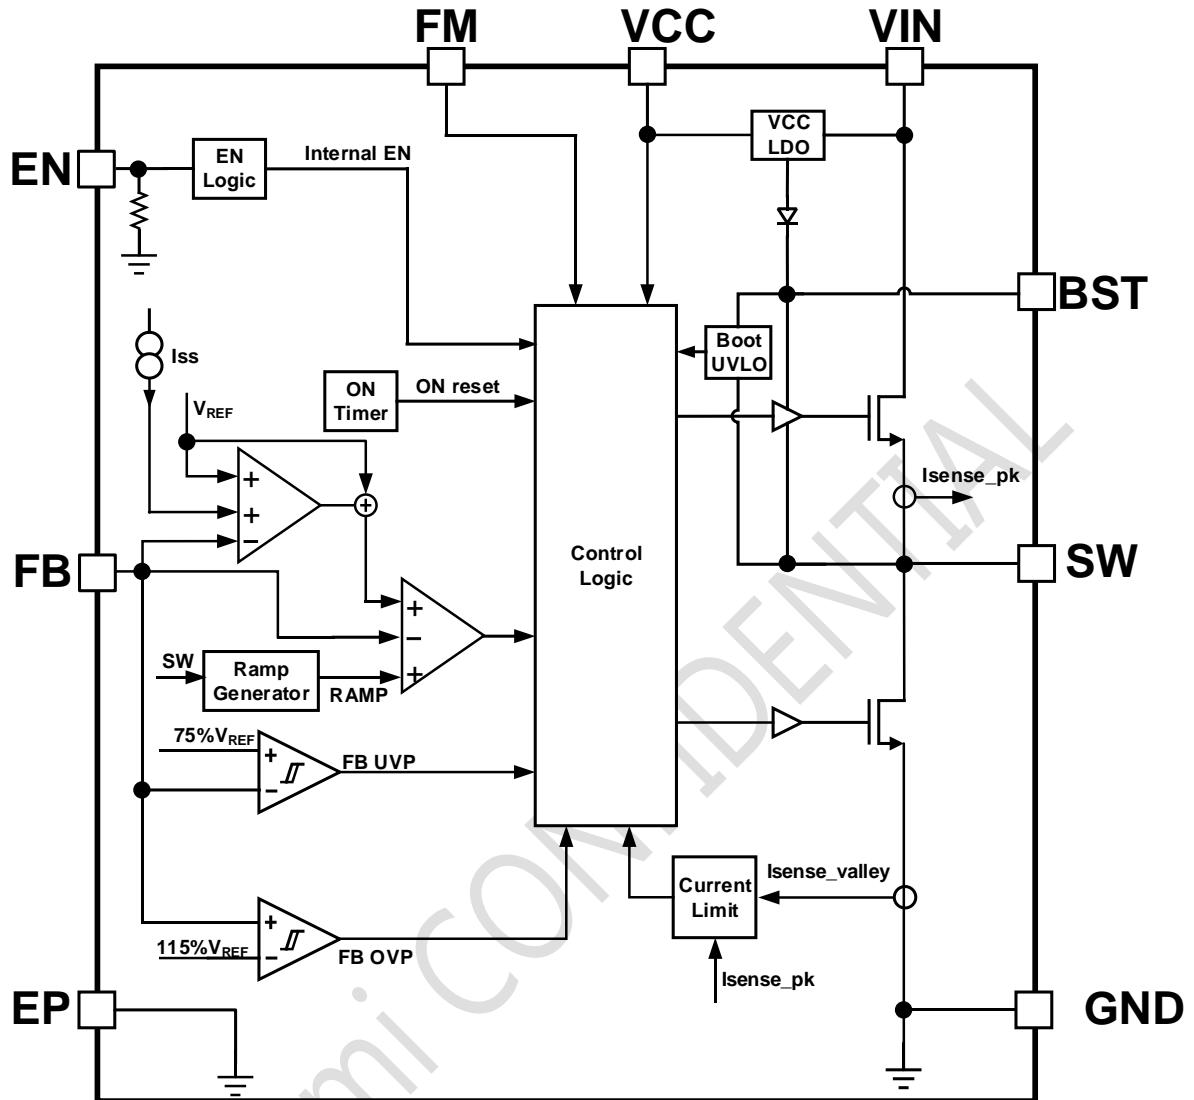 FM
VCC
VIN
EN
EN
Logic
Internal EN
VCC
LDO
BST
Iss
Boot
UVLO
ON
Timer
ON reset
VREF
+
+
−
+
Isense_pk
FB
Control
Logic
SW
+
−
+
SW
Ramp
Generator
RAMP
75%VREF
+
−
FB UVP
Current
Limit
Isense_valley
+
115%VREF
−
FB OVP
Isense_pk
EP
GND
mi CONFIDENTIAL